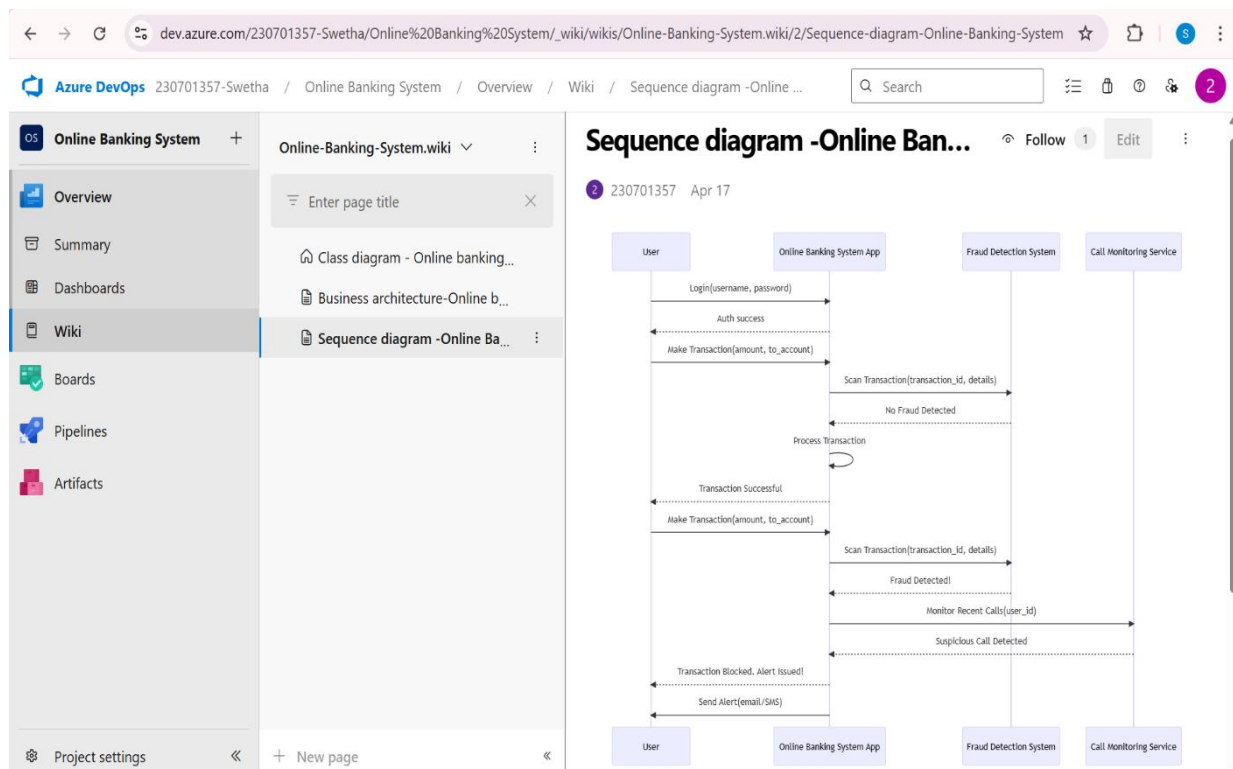 dev.azure.com/230701357-Swetha/Online%20Banking%20System/_wiki/wikis/Online-Banking-System.wiki/2/Sequence-diagram-Online-Banking-System
S
Azure DevOps 230701357-Swetha / Online Banking System / Overview / Wiki / Sequence diagram -Online ...
Search
2
OS Online Banking System +
Overview
Summary
Dashboards
Wiki
Boards
Pipelines
Artifacts
Project settings
Online-Banking-System.wiki
Enter page title
Class diagram - Online banking...
Business architecture-Online b...
Sequence diagram -Online Ba...
+ New page
Sequence diagram -Online Ban...
Follow 1 Edit
2 230701357 Apr 17
User Online Banking System App Fraud Detection System Call Monitoring Service
Login(username, password)
Auth success
Make Transaction(amount, to_account)
Scan Transaction(transaction_id, details)
No Fraud Detected
Process Transaction
Transaction Successful
Make Transaction(amount, to_account)
Scan Transaction(transaction_id, details)
Fraud Detected!
Monitor Recent Calls(user_id)
Suspicious Call Detected
Transaction Blocked. Alert Issued!
Send Alert(email/SMS)
User Online Banking System App Fraud Detection System Call Monitoring Service